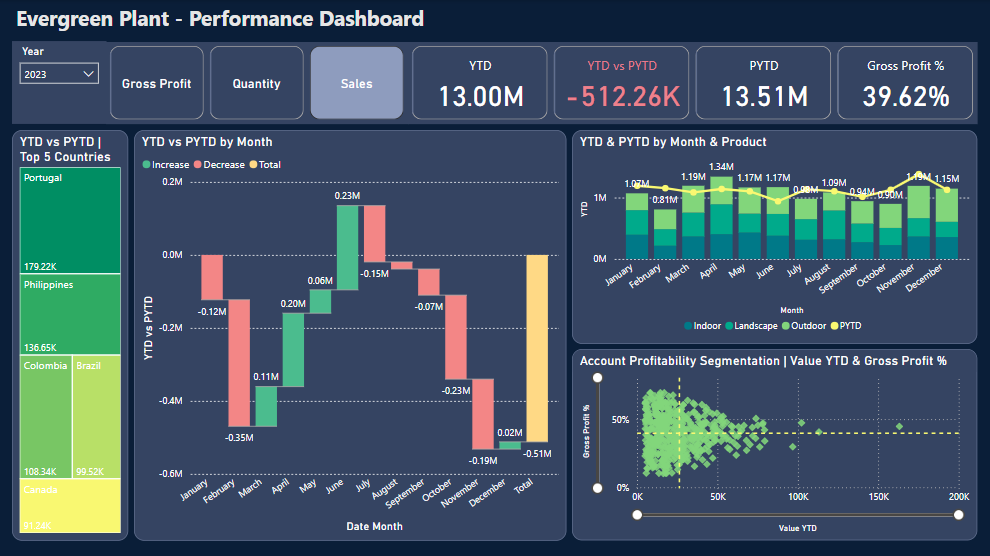 Evergreen Plant - Performance Dashboard
Year
2023
Gross Profit
Quantity
Sales
YTD
13.00M
YTD vs PYTD
-512.26K
PYTD
13.51M
Gross Profit %
39.62%
YTD vs PYTD |
Top 5 Countries
Portugal
179.22K
Philippines
136.65K
Colombia
108.34K
Brazil
99.52K
Canada
YTD vs PYTD by Month
Increase Decrease Total
YTD vs PYTD
0.2M
0.0M
-0.2M
-0.4M
-0.6M
-0.12M
-0.35M
0.11M
0.20M
0.06M
0.23M
-0.15M
-0.07M
-0.23M
-0.19M
0.02M
-0.51M
January
February
March
April
May
June
July
August
September
October
November
December
Total
Date Month
YTD & PYTD by Month & Product
YTD
1M
0M
1.07M
0.81M
1.19M
1.34M
1.17M
1.17M
1.09M
0.94M
0.90M
1.19M
1.15M
January
February
March
April
May
June
July
August
September
October
November
December
Month
Indoor Landscape Outdoor PYTD
Account Profitability Segmentation | Value YTD & Gross Profit %
Gross Profit %
50%
0%
0K
50K
100K
150K
200K
Value YTD